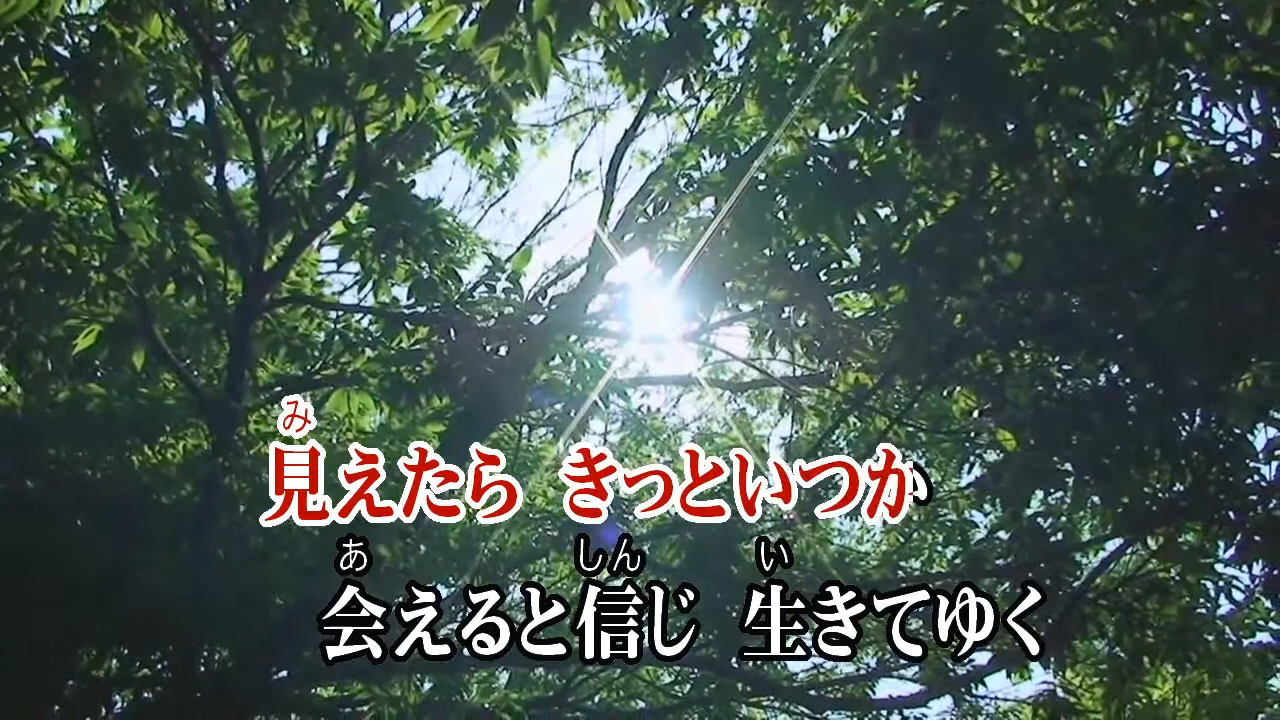 み
見えたら きっといつか
あ しん い
会えると信じ 生きてゆく